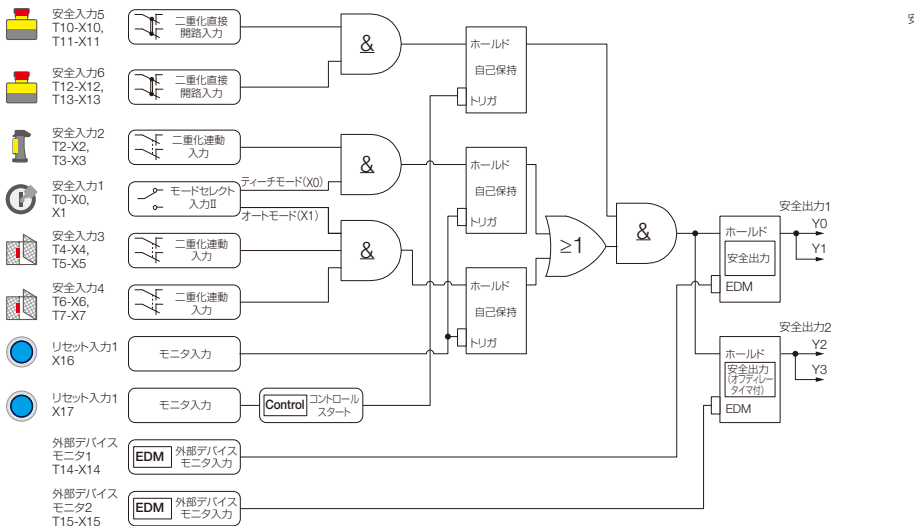 安全入力5
T10-X10,
T11-X11
二重化直接
開路入力
&
ホールド
自己保持
トリガ
安
安全入力6
T12-X12,
T13-X13
二重化直接
開路入力
安全入力2
T2-X2,
T3-X3
二重化連動
入力
&
ホールド
自己保持
トリガ
安全入力1
T0-X0,
X1
モードセレクト
入力II
ティーチモード(X0)
オートモード(X1)
安全入力3
T4-X4,
T5-X5
二重化連動
入力
&
≥1
&
安全入力4
T6-X6,
T7-X7
二重化連動
入力
ホールド
自己保持
トリガ
安全出力1
ホールド
安全出力
EDM
Y0
Y1
リセット入力1
X16
モニタ入力
安全出力2
ホールド
安全出力
(オフディレー
タイマ付)
EDM
Y2
Y3
リセット入力1
X17
モニタ入力
Control コントロール
スタート
外部デバイス
モニタ1
T14-X14
EDM 外部デバイス
モニタ入力
外部デバイス
モニタ2
T15-X15
EDM 外部デバイス
モニタ入力